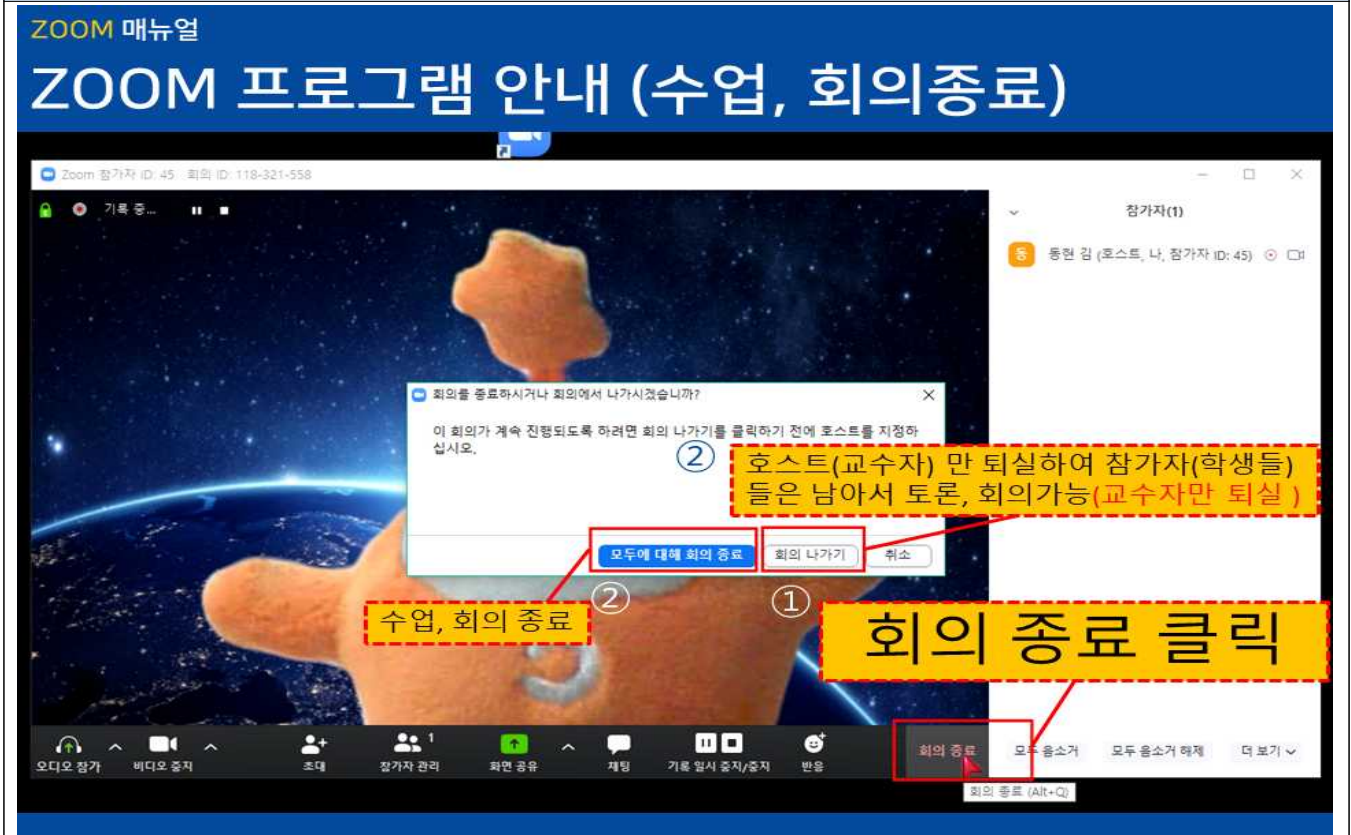 ZOOM 매뉴얼
ZOOM 프로그램 안내 (수업, 회의종료)
Zoom 참가자 ID: 45 회의 ID: 118-321-558
기록 중...
참가자(1)
동
동현 김 (호스트, 나, 참가자 ID: 45)
회의를 종료하시거나 회의에서 나가시겠습니까?
이 회의가 계속 진행되도록 하려면 회의 나가기를 클릭하기 전에 호스트를 지정하
십시오.
②
호스트(교수자) 만 퇴실하여 참가자(학생들)
들은 남아서 토론, 회의가능(교수자만 퇴실 )
모두에 대해 회의 종료
회의 나가기
취소
②
①
수업, 회의 종료
회의 종료 클릭
오디오 참가
비디오 중지
초대
1
참가자 관리
화면 공유
채팅
기록 일시 중지/중지
반응
회의 종료
모두 음소거
모두 음소거 해제
더 보기
회의 종료 (Alt+Q)